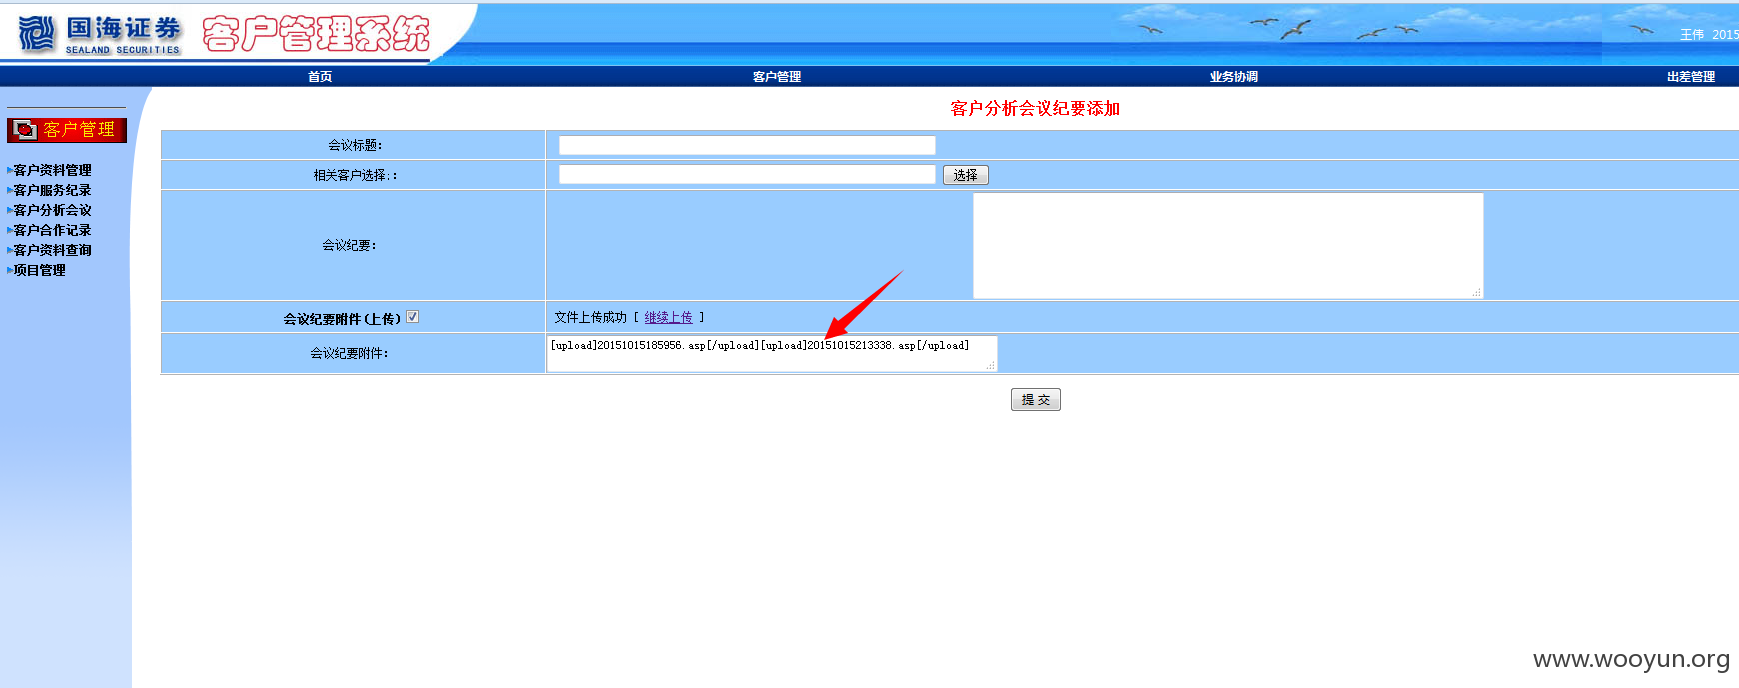 国海证券 客户管理系统
SEALAND SECURITIES
王伟 2015
首页 客户管理 业务协调 出差管理
客户管理
▶客户资料管理
▶客户服务纪录
▶客户分析会议
▶客户合作记录
▶客户资料查询
▶项目管理
客户分析会议纪要添加
会议标题:
相关客户选择:: 选择
会议纪要:
会议纪要附件(上传) 文件上传成功 [ 继续上传 ]
会议纪要附件: [upload]20151015185956.asp[/upload][upload]20151015213338.asp[/upload]
提 交
www.wooyun.org